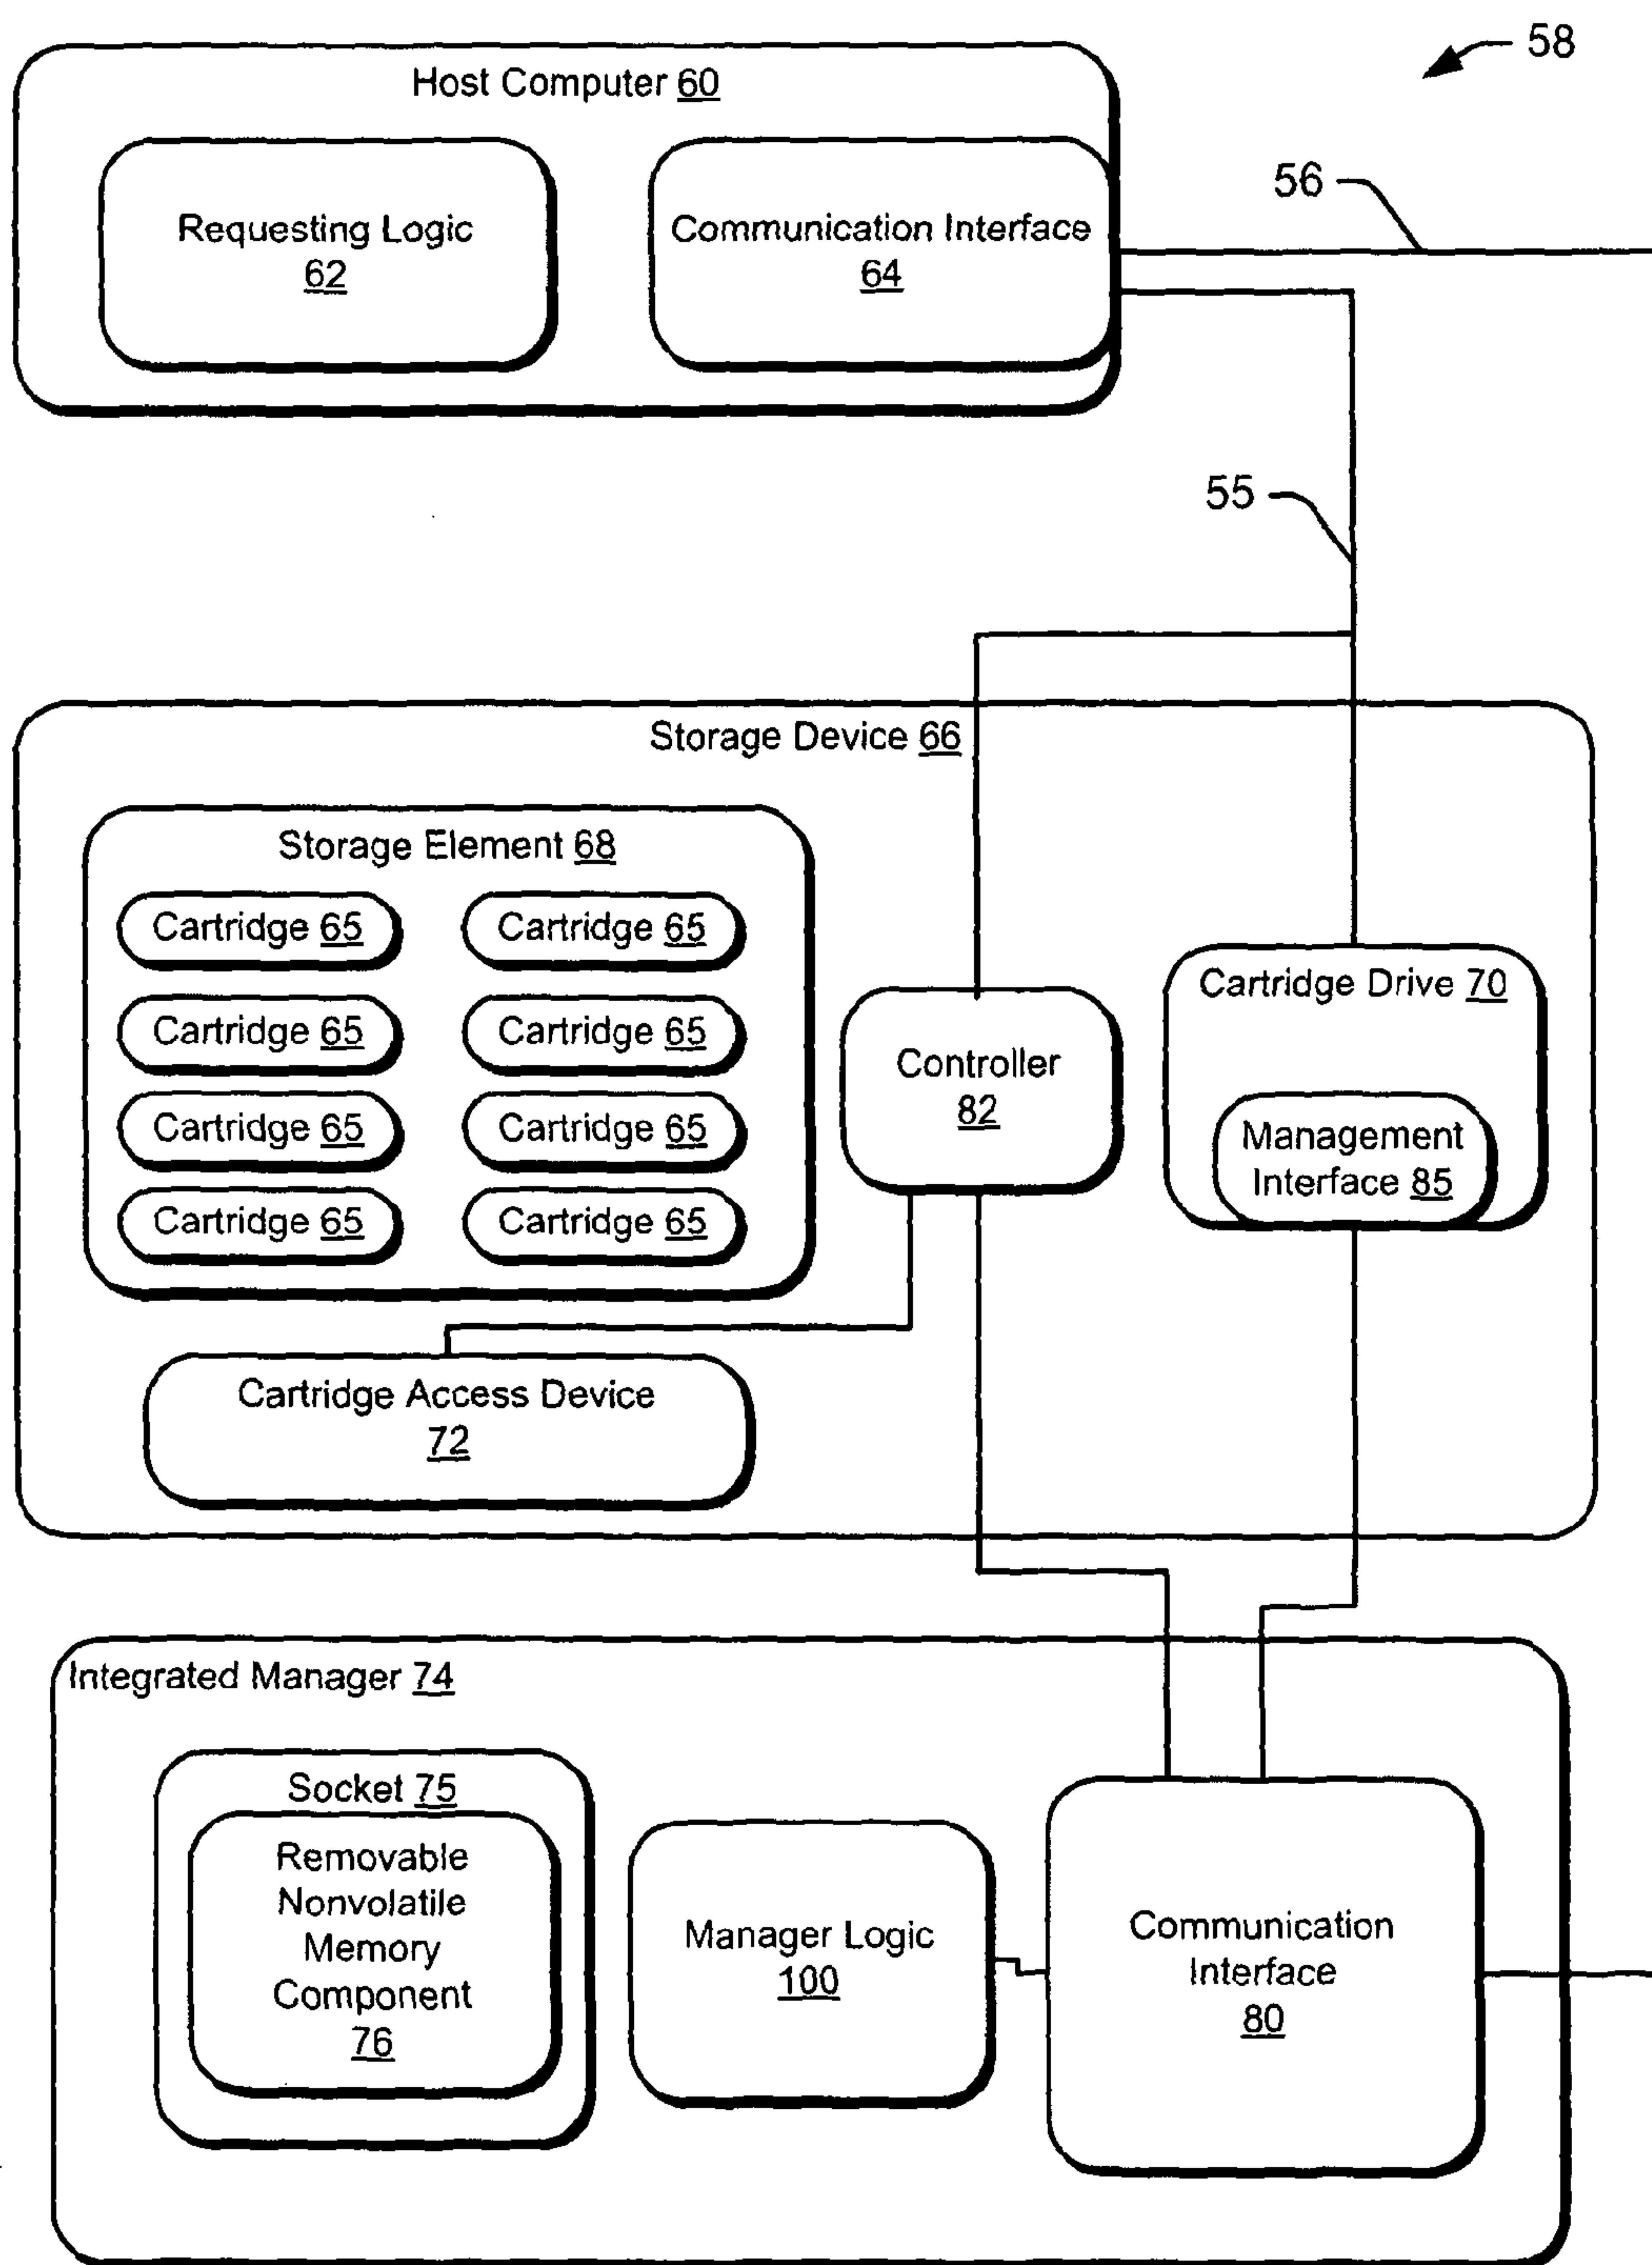 58
Host Computer 60
Requesting Logic
62
Communication Interface
64
56
55
Storage Device 66
Storage Element 68
Cartridge 65
Cartridge 65
Cartridge 65
Cartridge 65
Cartridge 65
Cartridge 65
Cartridge 65
Cartridge 65
Controller
82
Cartridge Drive 70
Management
Interface 85
Cartridge Access Device
72
Integrated Manager 74
Socket 75
Removable
Nonvolatile
Memory
Component
76
Manager Logic
100
Communication
Interface
80